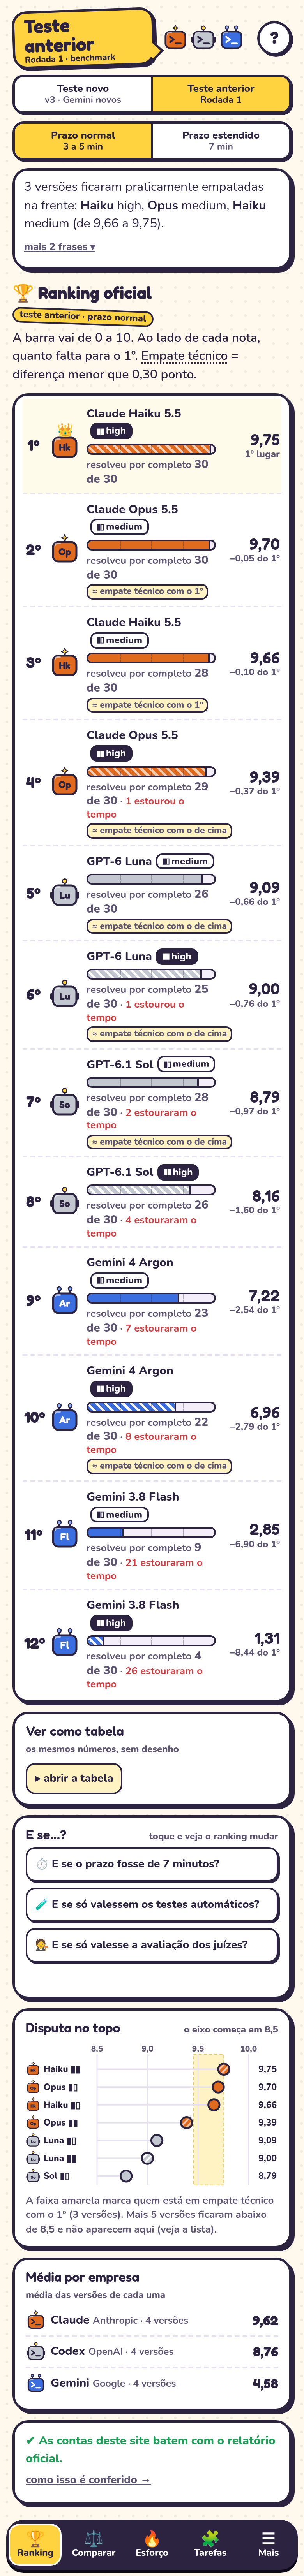 Teste
anterior
Rodada 1 · benchmark
?
Teste novo
v3 · Gemini novos
Teste anterior
Rodada 1
Prazo normal
3 a 5 min
Prazo estendido
7 min
3 versões ficaram praticamente empatadas
na frente: Haiku high, Opus medium, Haiku
medium (de 9,66 a 9,75).
mais 2 frases ▾
🏆 Ranking oficial
teste anterior · prazo normal
A barra vai de 0 a 10. Ao lado de cada nota,
quanto falta para o 1º. Empate técnico =
diferença menor que 0,30 ponto.
1º
Hk
Claude Haiku 5.5
▮▮ high
resolveu por completo 30
de 30
9,75
1º lugar
2º
Op
Claude Opus 5.5
▮▯ medium
resolveu por completo 30
de 30
≈ empate técnico com o 1º
9,70
−0,05 do 1º
3º
Hk
Claude Haiku 5.5
▮▯ medium
resolveu por completo 28
de 30
≈ empate técnico com o 1º
9,66
−0,10 do 1º
4º
Op
Claude Opus 5.5
▮▮ high
resolveu por completo 29
de 30 · 1 estourou o
tempo
≈ empate técnico com o de cima
9,39
−0,37 do 1º
5º
Lu
GPT-6 Luna ▮▯ medium
resolveu por completo 26
de 30
≈ empate técnico com o de cima
9,09
−0,66 do 1º
6º
Lu
GPT-6 Luna ▮▮ high
resolveu por completo 25
de 30 · 1 estourou o
tempo
≈ empate técnico com o de cima
9,00
−0,76 do 1º
7º
So
GPT-6.1 Sol ▮▯ medium
resolveu por completo 28
de 30 · 2 estouraram o
tempo
≈ empate técnico com o de cima
8,79
−0,97 do 1º
8º
So
GPT-6.1 Sol ▮▮ high
resolveu por completo 26
de 30 · 4 estouraram o
tempo
8,16
−1,60 do 1º
9º
Ar
Gemini 4 Argon
▮▯ medium
resolveu por completo 23
de 30 · 7 estouraram o
tempo
7,22
−2,54 do 1º
10º
Ar
Gemini 4 Argon
▮▮ high
resolveu por completo 22
de 30 · 8 estouraram o
tempo
≈ empate técnico com o de cima
6,96
−2,79 do 1º
11º
Fl
Gemini 3.8 Flash
▮▯ medium
resolveu por completo 9
de 30 · 21 estouraram o
tempo
2,85
−6,90 do 1º
12º
Fl
Gemini 3.8 Flash
▮▮ high
resolveu por completo 4
de 30 · 26 estouraram o
tempo
1,31
−8,44 do 1º
Ver como tabela
os mesmos números, sem desenho
▸ abrir a tabela
E se...?
toque e veja o ranking mudar
⏱️ E se o prazo fosse de 7 minutos?
🧪 E se só valessem os testes automáticos?
🧑‍⚖️ E se só valesse a avaliação dos juízes?
Disputa no topo
o eixo começa em 8,5
8,5 9,0 9,5 10,0
Haiku ▮▮ 9,75
Opus ▮▯ 9,70
Haiku ▮▯ 9,66
Opus ▮▮ 9,39
Luna ▮▯ 9,09
Luna ▮▮ 9,00
Sol ▮▯ 8,79
A faixa amarela marca quem está em empate técnico
com o 1º (3 versões). Mais 5 versões ficaram abaixo
de 8,5 e não aparecem aqui (veja a lista).
Média por empresa
média das versões de cada uma
Claude Anthropic · 4 versões 9,62
Codex OpenAI · 4 versões 8,76
Gemini Google · 4 versões 4,58
✔ As contas deste site batem com o relatório
oficial.
como isso é conferido →
Ranking
Comparar
Esforço
Tarefas
Mais